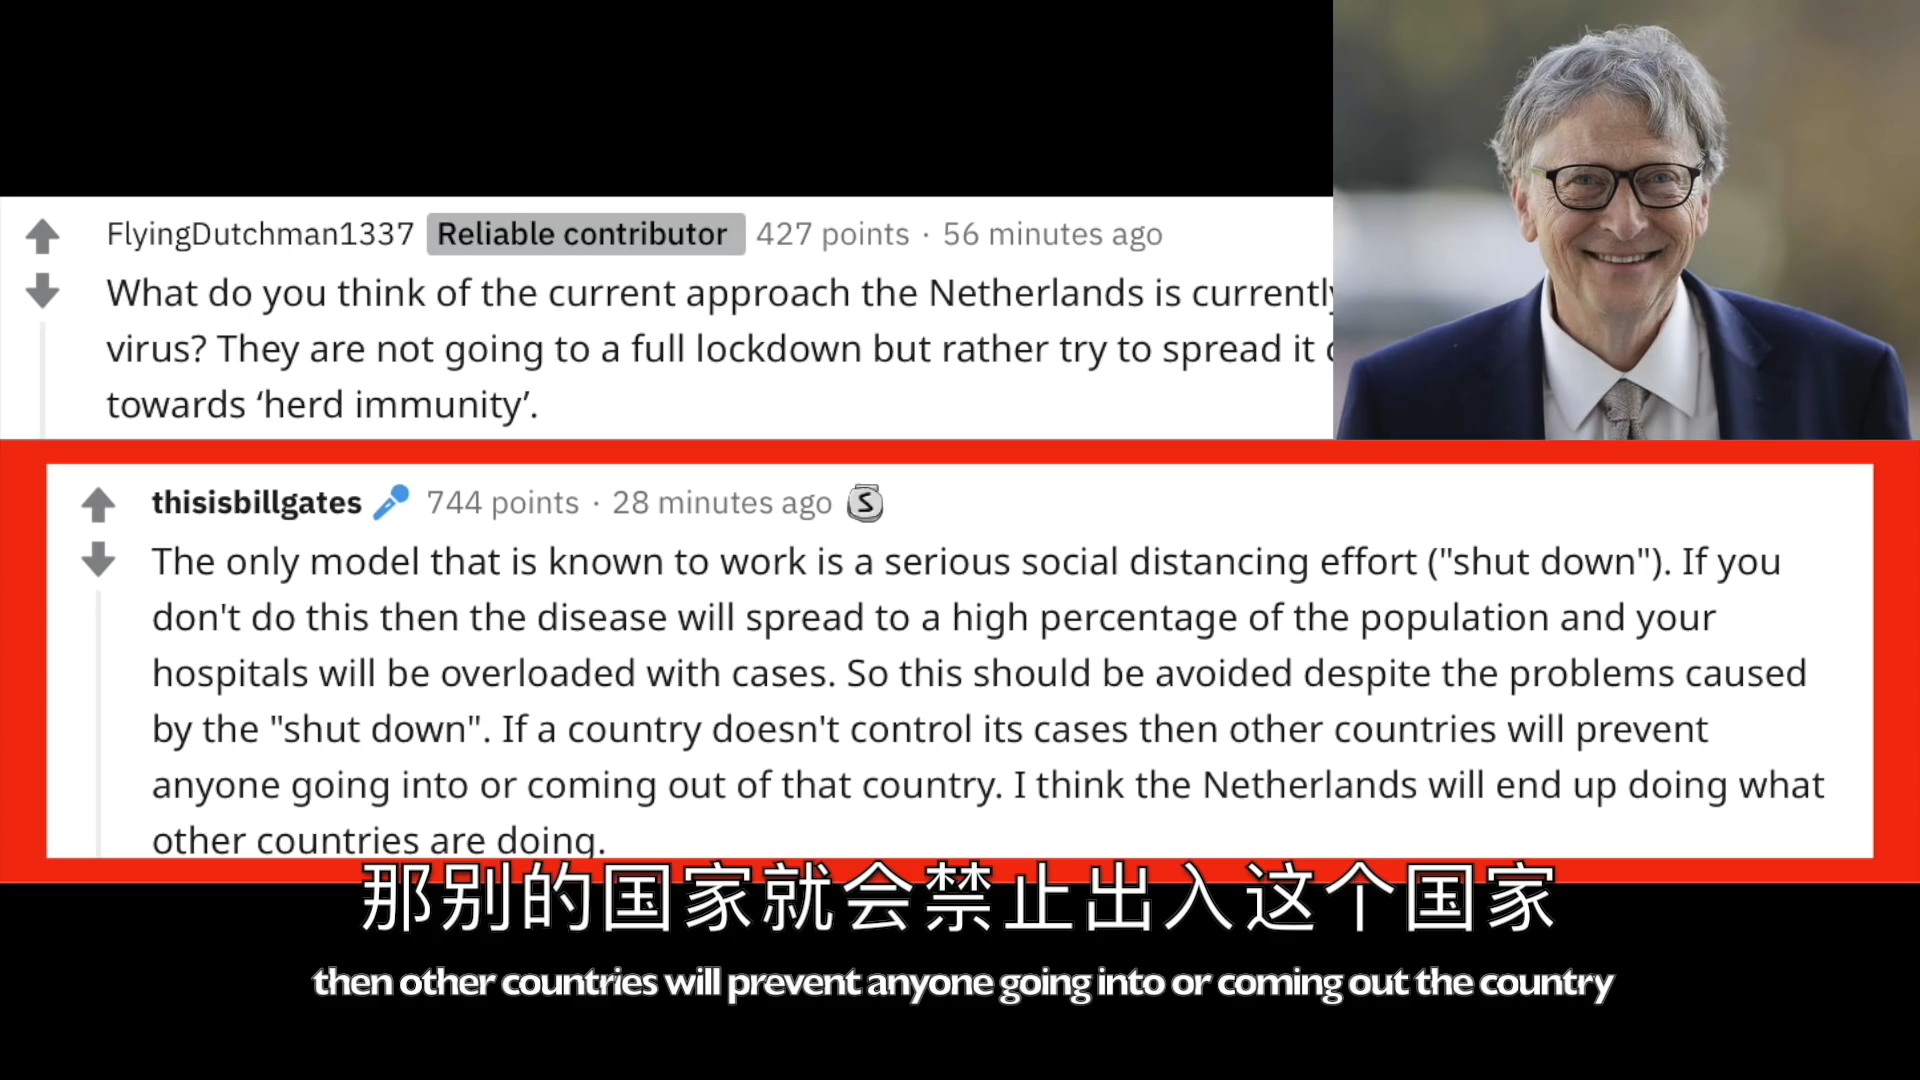 FlyingDutchman1337 Reliable contributor 427 points · 56 minutes ago
What do you think of the current approach the Netherlands is currently
virus? They are not going to a full lockdown but rather try to spread it
towards ‘herd immunity’.
thisisbillgates 744 points · 28 minutes ago S
The only model that is known to work is a serious social distancing effort ("shut down"). If you
don't do this then the disease will spread to a high percentage of the population and your
hospitals will be overloaded with cases. So this should be avoided despite the problems caused
by the "shut down". If a country doesn't control its cases then other countries will prevent
anyone going into or coming out of that country. I think the Netherlands will end up doing what
other countries are doing.
那别的国家就会禁止出入这个国家
then other countries will prevent anyone going into or coming out the country